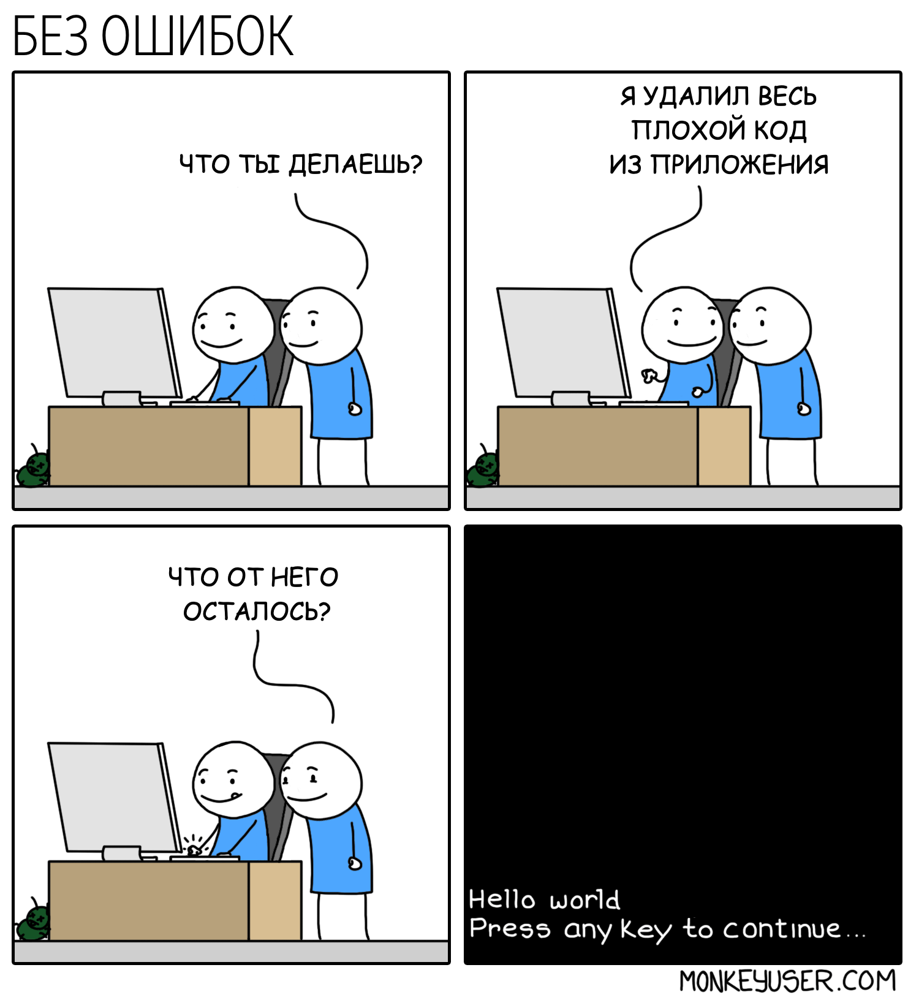 БЕЗ ОШИБОК
ЧТО ТЫ ДЕЛАЕШЬ?
Я УДАЛИЛ ВЕСЬ
ПЛОХОЙ КОД
ИЗ ПРИЛОЖЕНИЯ
ЧТО ОТ НЕГО
ОСТАЛОСЬ?
Hello world
Press any key to continue...
MONKEYUSER.COM